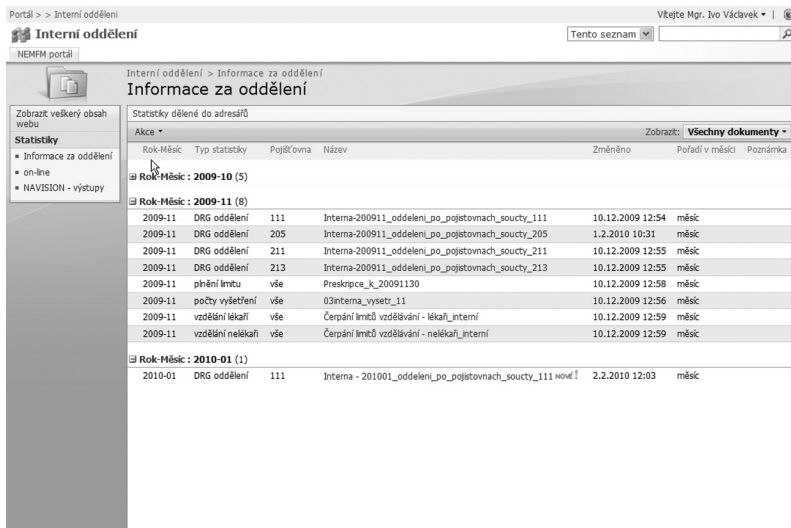 Portál > > Interní odděleni
Vítejte Mgr. Ivo Václavek
Interní oddělení
Tento seznam
NEMFM portál
Interní oddělení > Informace za oddělení
Informace za oddělení
Zobrazit veškerý obsah webu
Statistiky
Informace za oddělení
on-line
NAVISION - výstupy
Statistiky dělené do adresářů
Akce
Zobrazit: Všechny dokumenty
Rok-Měsíc Typ statistiky Pojišťovna Název Změněno Pořadí v měsíci Poznámka
Rok-Měsíc : 2009-10 (5)
Rok-Měsíc : 2009-11 (8)
2009-11 DRG oddělení 111 Interna-200911_oddeleni_po_pojistovnach_soucty_111 10.12.2009 12:54 měsíc
2009-11 DRG oddělení 205 Interna-200911_oddeleni_po_pojistovnach_soucty_205 1.2.2010 10:31 měsíc
2009-11 DRG oddělení 211 Interna-200911_oddeleni_po_pojistovnach_soucty_211 10.12.2009 12:55 měsíc
2009-11 DRG oddělení 213 Interna-200911_oddeleni_po_pojistovnach_soucty_213 10.12.2009 12:55 měsíc
2009-11 plnění limitu vše Preskripce_k_20091130 10.12.2009 12:58 měsíc
2009-11 počty vyšetření vše 03interna_vysetr_11 10.12.2009 12:56 měsíc
2009-11 vzdělání lékaří vše Čerpání limitů vzdělávání - lékaři_interní 10.12.2009 12:59 měsíc
2009-11 vzdělání nelékaři vše Čerpání limitů vzdělávání - nelékaři_interní 10.12.2009 12:59 měsíc
Rok-Měsíc : 2010-01 (1)
2010-01 DRG oddělení 111 Interna - 201001_oddeleni_po_pojistovnach_soucty_111 NOVÉ! 2.2.2010 12:03 měsíc